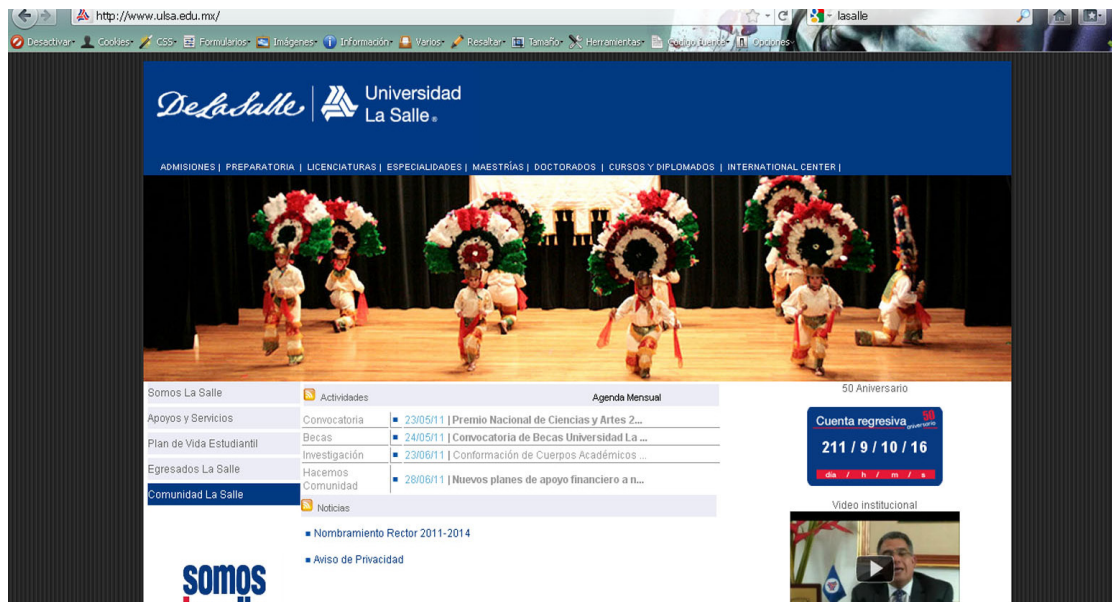 http://www.ulsa.edu.mx/
lasalle
Desactivar Cookies CSS Formularios Imágenes Información Varios Resaltar Tamaño Herramientas Código fuente Opciones
DeLaSalle
Universidad
La Salle®
ADMISIONES | PREPARATORIA | LICENCIATURAS | ESPECIALIDADES | MAESTRÍAS | DOCTORADOS | CURSOS Y DIPLOMADOS | INTERNATIONAL CENTER |
Somos La Salle
Apoyos y Servicios
Plan de Vida Estudiantil
Egresados La Salle
Comunidad La Salle
somos
Actividades Agenda Mensual
Convocatoria 23/05/11 | Premio Nacional de Ciencias y Artes 2...
Becas 24/05/11 | Convocatoria de Becas Universidad La ...
Investigación 23/06/11 | Conformación de Cuerpos Académicos ...
Hacemos
Comunidad 28/06/11 | Nuevos planes de apoyo financiero a n...
Noticias
Nombramiento Rector 2011-2014
Aviso de Privacidad
50 Aniversario
Cuenta regresiva 50
aniversario
211 / 9 / 10 / 16
día / h / m / s
Video institucional